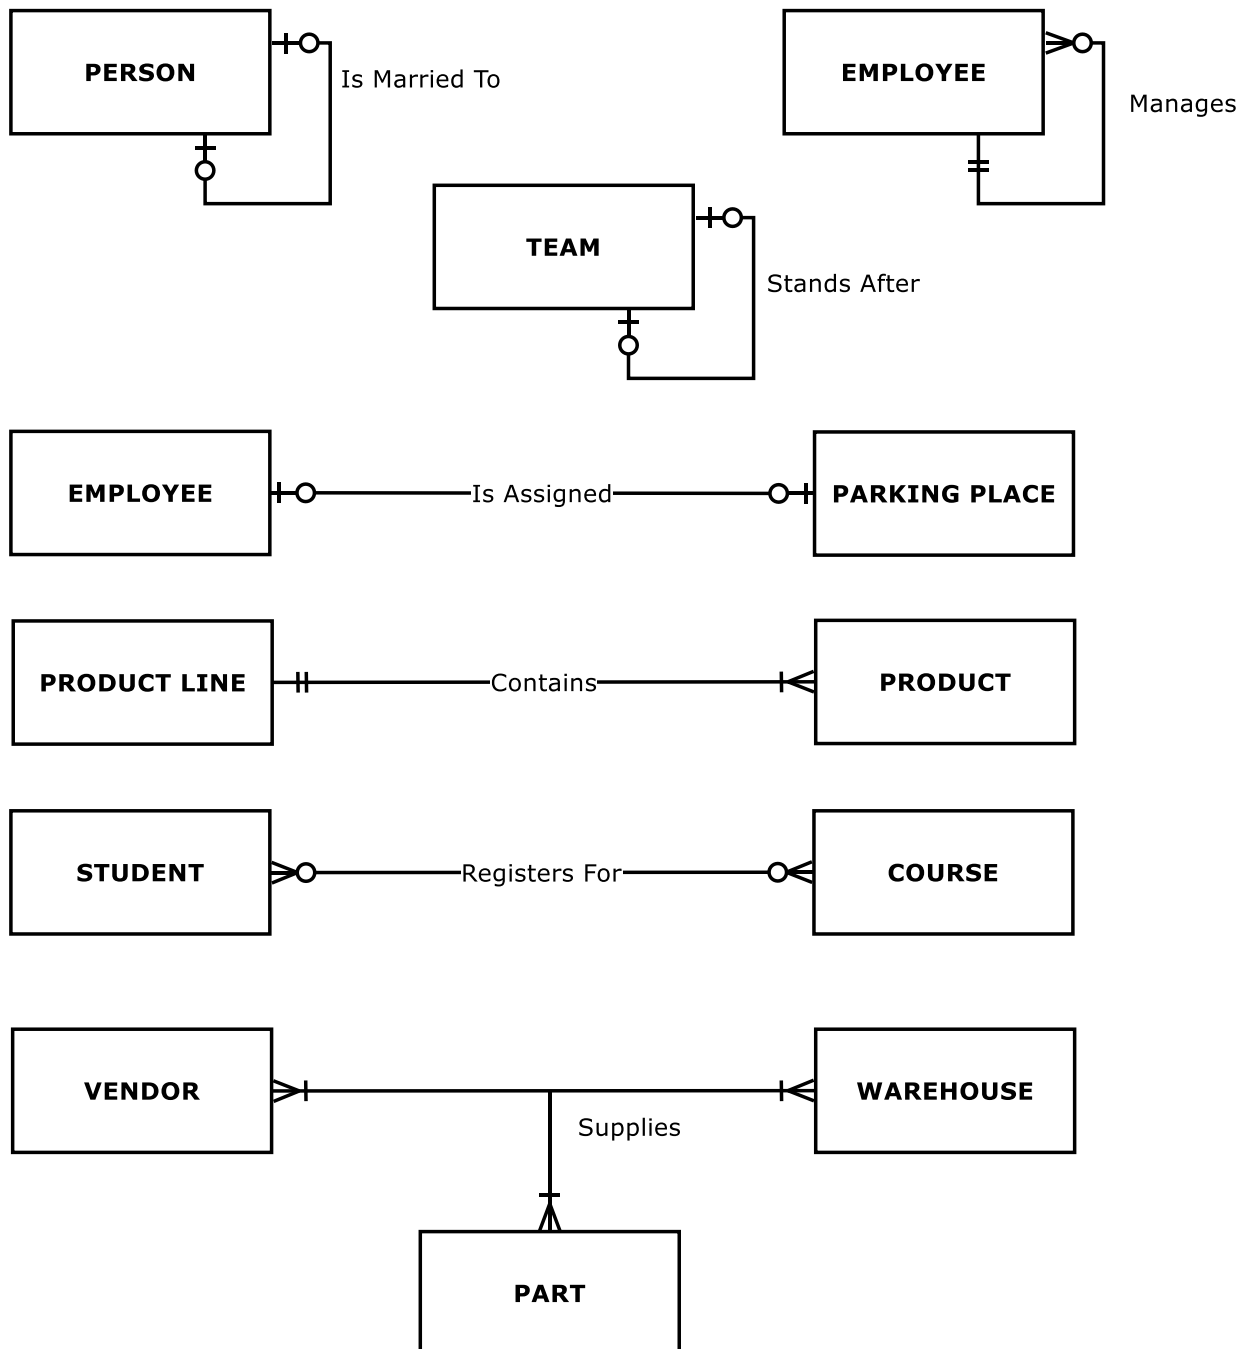 PERSON
Is Married To
EMPLOYEE
Manages
TEAM
Stands After
EMPLOYEE
Is Assigned
PARKING PLACE
PRODUCT LINE
Contains
PRODUCT
STUDENT
Registers For
COURSE
VENDOR
WAREHOUSE
Supplies
PART